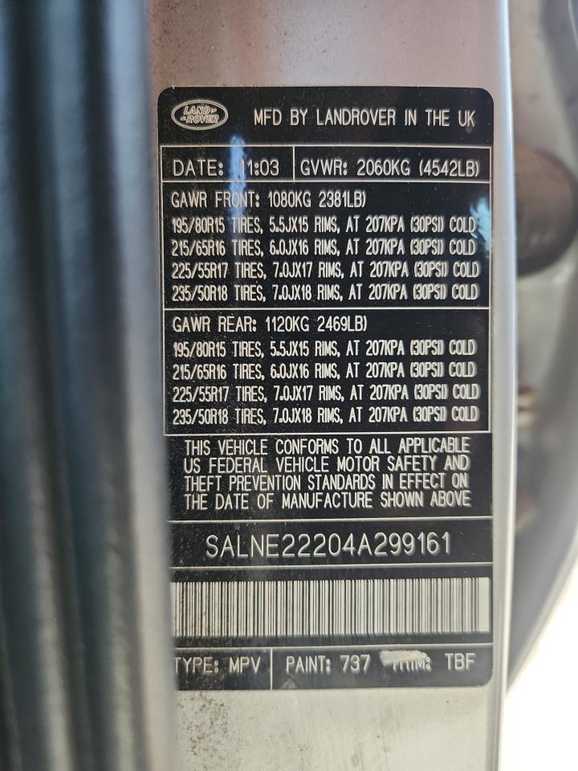 LAND-
-ROVER
MFD BY LANDROVER IN THE UK
DATE: 11:03 GVWR: 2060KG (4542LB)
GAWR FRONT: 1080KG 2381LB)
195/80R15 TIRES, 5.5JX15 RIMS, AT 207KPA (30PSI) COLD
215/65R16 TIRES, 6.0JX16 RIMS, AT 207KPA (30PSI) COLD
225/55R17 TIRES, 7.0JX17 RIMS, AT 207KPA (30PSI) COLD
235/50R18 TIRES, 7.0JX18 RIMS, AT 207KPA (30PSI) COLD
GAWR REAR: 1120KG 2469LB)
195/80R15 TIRES, 5.5JX15 RIMS, AT 207KPA (30PSI) COLD
215/65R16 TIRES, 6.0JX16 RIMS, AT 207KPA (30PSI) COLD
225/55R17 TIRES, 7.0JX17 RIMS, AT 207KPA (30PSI) COLD
235/50R18 TIRES, 7.0JX18 RIMS, AT 207KPA (30PSI) COLD
THIS VEHICLE CONFORMS TO ALL APPLICABLE
US FEDERAL VEHICLE MOTOR SAFETY AND
THEFT PREVENTION STANDARDS IN EFFECT ON
THE DATE OF MANUFACTURE SHOWN ABOVE
SALNE22204A299161
TYPE: MPV PAINT: 737 TRIM: TBF